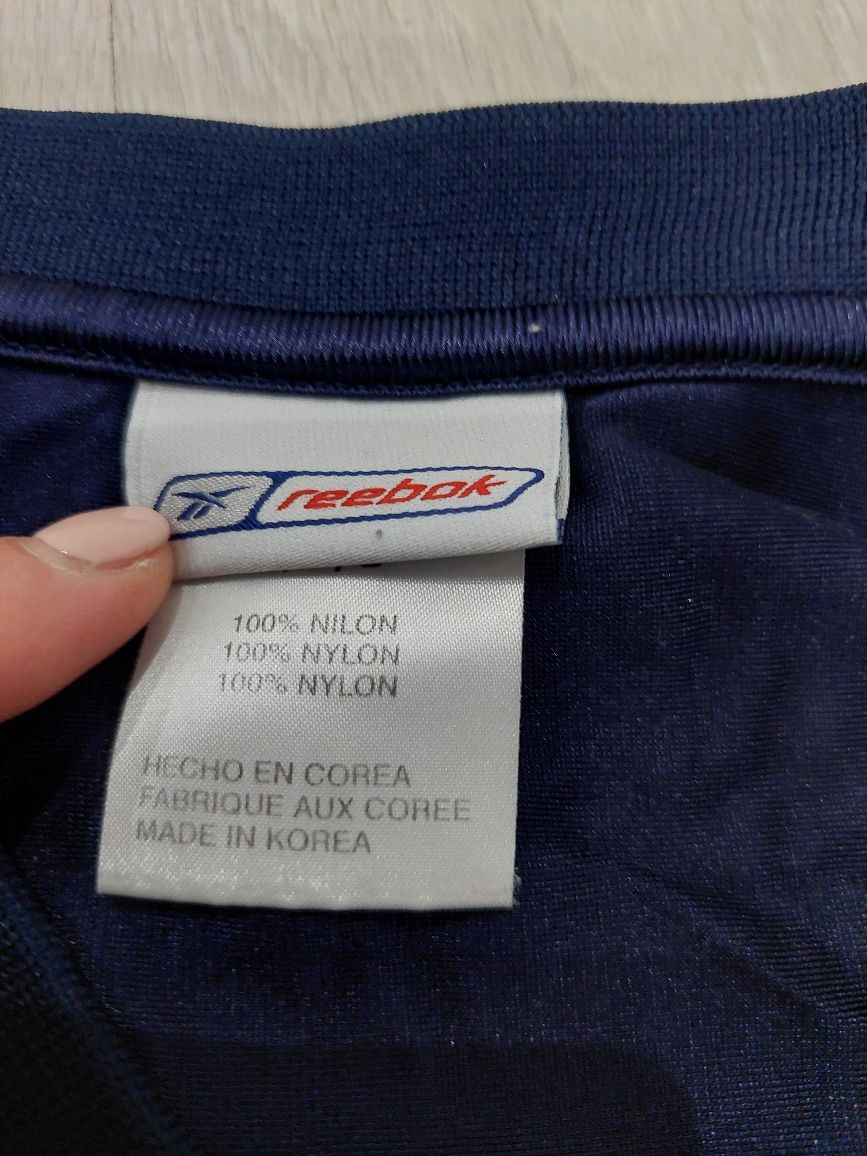 reebok
100% NILON
100% NYLON
100% NYLON
HECHO EN COREA
FABRIQUE AUX COREE
MADE IN KOREA